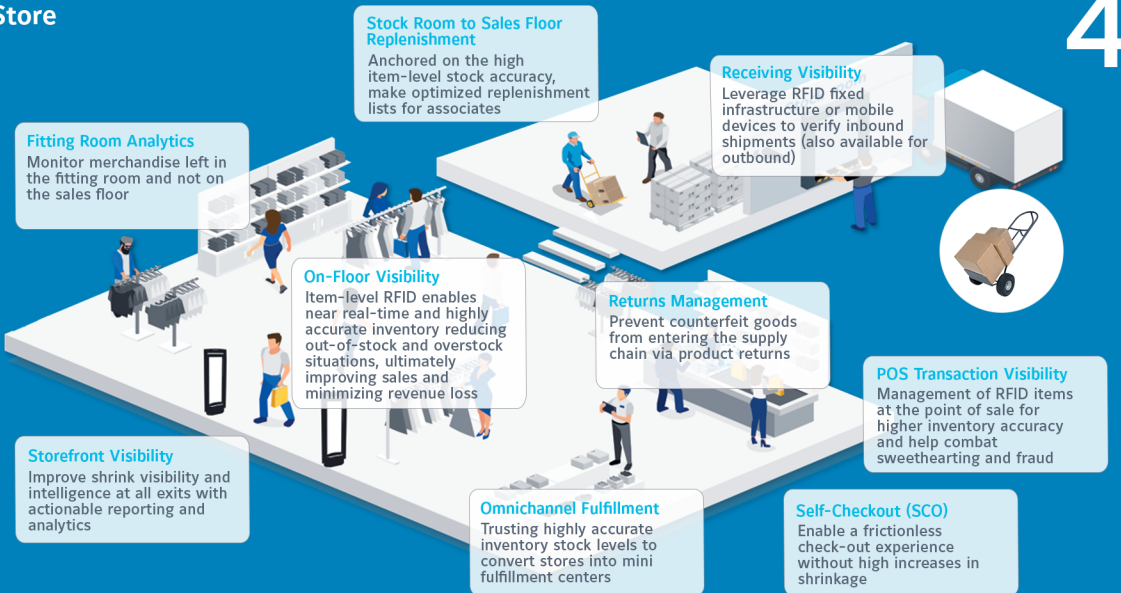 Store
4
Stock Room to Sales Floor
Replenishment
Anchored on the high
item-level stock accuracy,
make optimized replenishment
lists for associates
Receiving Visibility
Leverage RFID fixed
infrastructure or mobile
devices to verify inbound
shipments (also available for
outbound)
Fitting Room Analytics
Monitor merchandise left in
the fitting room and not on
the sales floor
On-Floor Visibility
Item-level RFID enables
near real-time and highly
accurate inventory reducing
out-of-stock and overstock
situations, ultimately
improving sales and
minimizing revenue loss
Returns Management
Prevent counterfeit goods
from entering the supply
chain via product returns
POS Transaction Visibility
Management of RFID items
at the point of sale for
higher inventory accuracy
and help combat
sweethearting and fraud
Storefront Visibility
Improve shrink visibility and
intelligence at all exits with
actionable reporting and
analytics
Omnichannel Fulfillment
Trusting highly accurate
inventory stock levels to
convert stores into mini
fulfillment centers
Self-Checkout (SCO)
Enable a frictionless
check-out experience
without high increases in
shrinkage